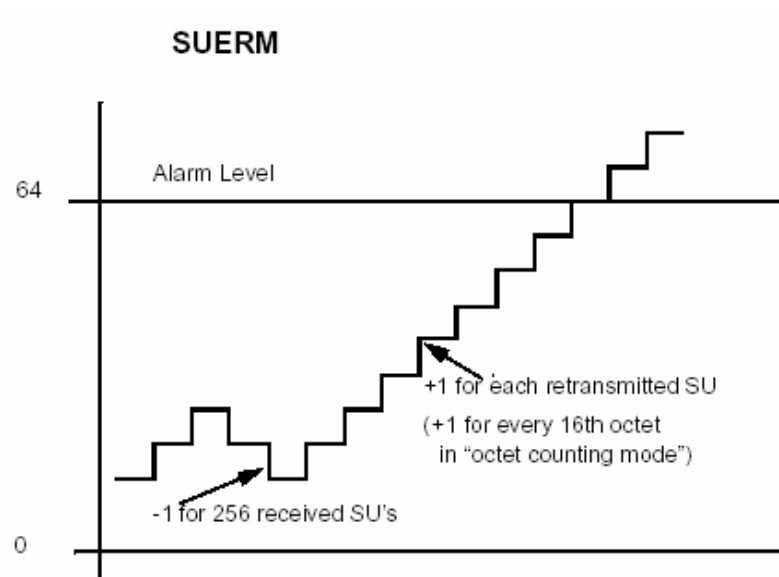 SUERM
Alarm Level
64
+1 for each retransmitted SU
(+1 for every 16th octet
in “octet counting mode”)
-1 for 256 received SU's
0